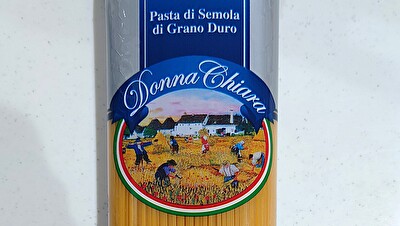 Pasta di Semola
di Grano Duro
Donna Chiara